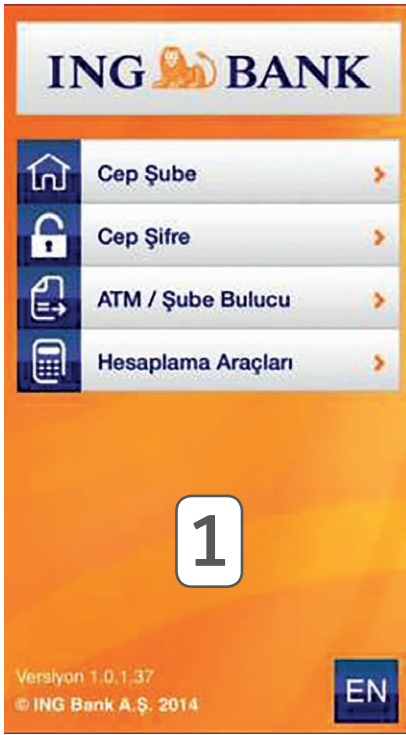 ING BANK
Cep Şube
Cep Şifre
ATM / Şube Bulucu
Hesaplama Araçları
1
Versiyon 1.0.1.37
© ING Bank A.Ş. 2014
EN